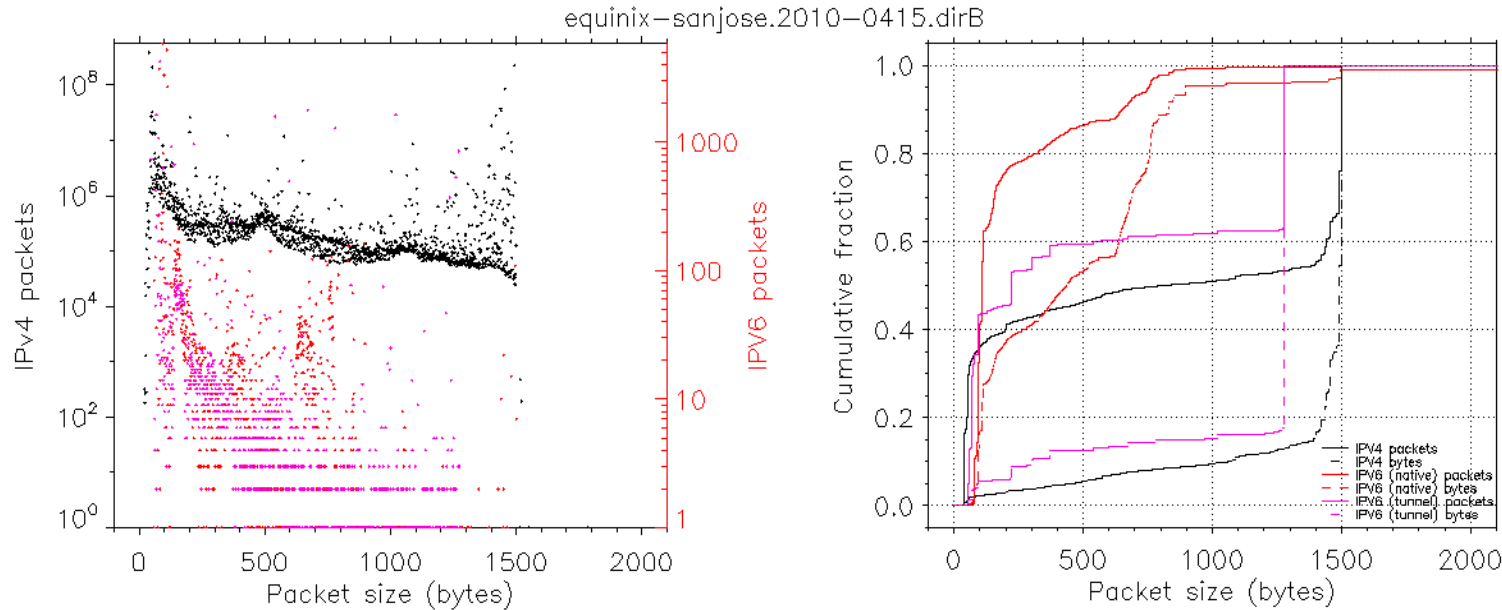 equinix-sanjose.2010-0415.dirB
IPv4 packets
10^8
10^6
10^4
10^2
10^0
0
500
1000
1500
2000
Packet size (bytes)
1000
100
10
1
IPV6 packets
Cumulative fraction
1.0
0.8
0.6
0.4
0.2
0.0
0
500
1000
1500
2000
Packet size (bytes)
IPV4 packets
IPV4 bytes
IPV6 (native) packets
IPV6 (native) bytes
IPV6 (tunnel) packets
IPV6 (tunnel) bytes